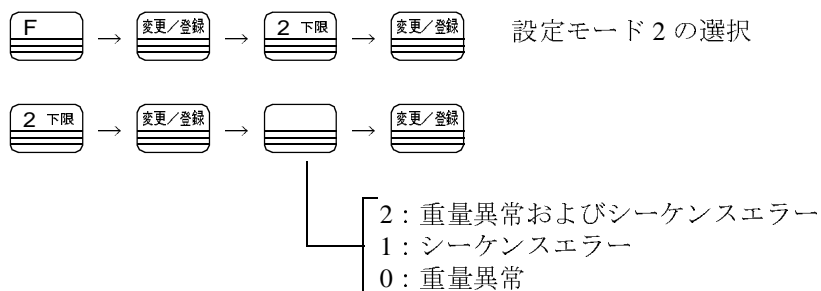 F → 変更／登録 → 2 下限 → 変更／登録 設定モード 2 の選択
2 下限 → 変更／登録 → → 変更／登録
2 : 重量異常およびシーケンスエラー
1 : シーケンスエラー
0 : 重量異常